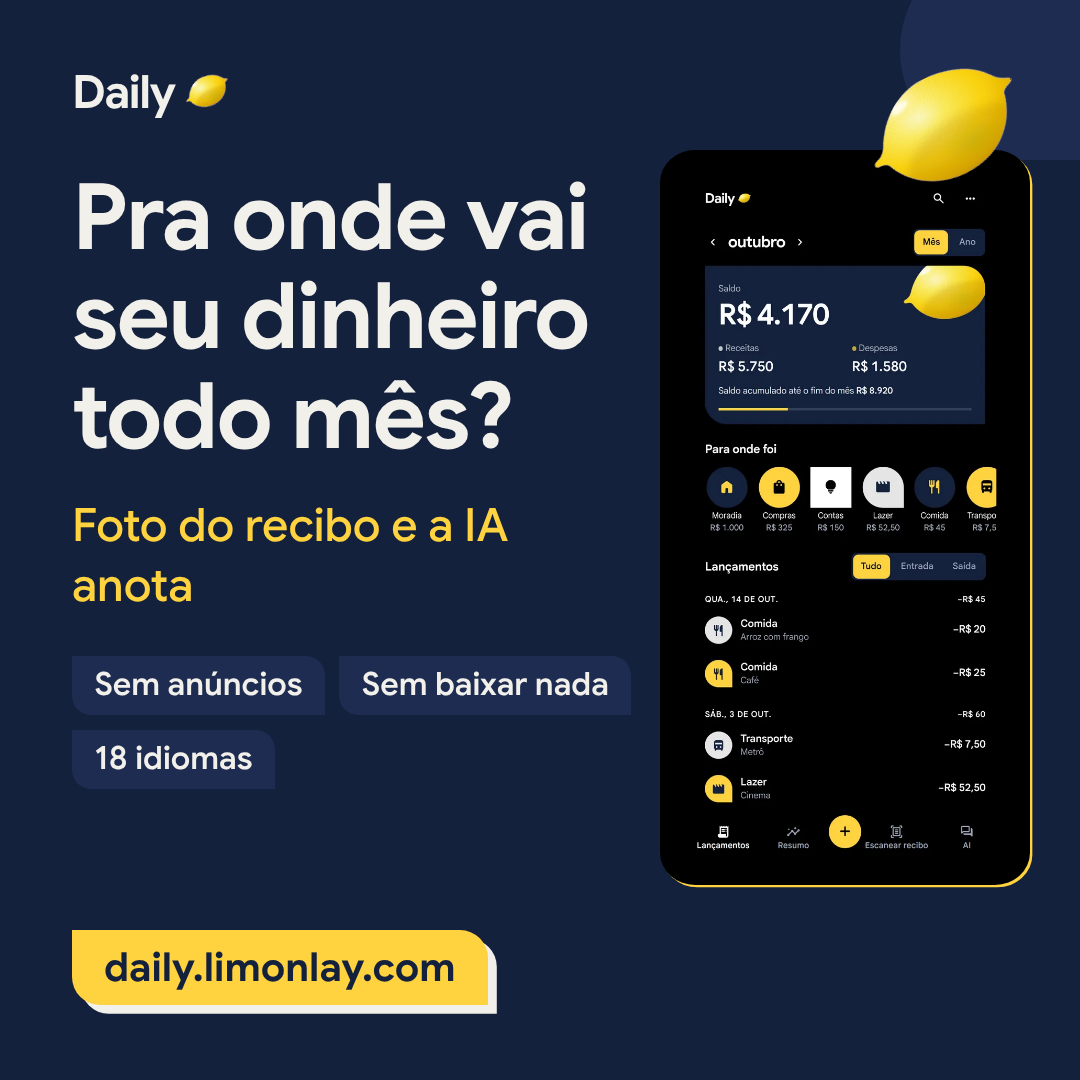 Daily
Pra onde vai
seu dinheiro
todo mês?
Foto do recibo e a IA
anota
Sem anúncios
Sem baixar nada
18 idiomas
daily.limonlay.com
Daily
outubro
Mês
Ano
Saldo
R$ 4.170
Receitas
Despesas
R$ 5.750
R$ 1.580
Saldo acumulado até o fim do mês R$ 8.920
Para onde foi
Moradia
Compras
Contas
Lazer
Comida
Transpo
R$ 1.000
R$ 325
R$ 150
R$ 52,50
R$ 45
R$ 7,5
Lançamentos
Tudo
Entrada
Saída
QUA., 14 DE OUT.
−R$ 45
Comida
Arroz com frango
−R$ 20
Comida
Café
−R$ 25
SÁB., 3 DE OUT.
−R$ 60
Transporte
Metrô
−R$ 7,50
Lazer
Cinema
−R$ 52,50
Lançamentos
Resumo
Escanear recibo
AI